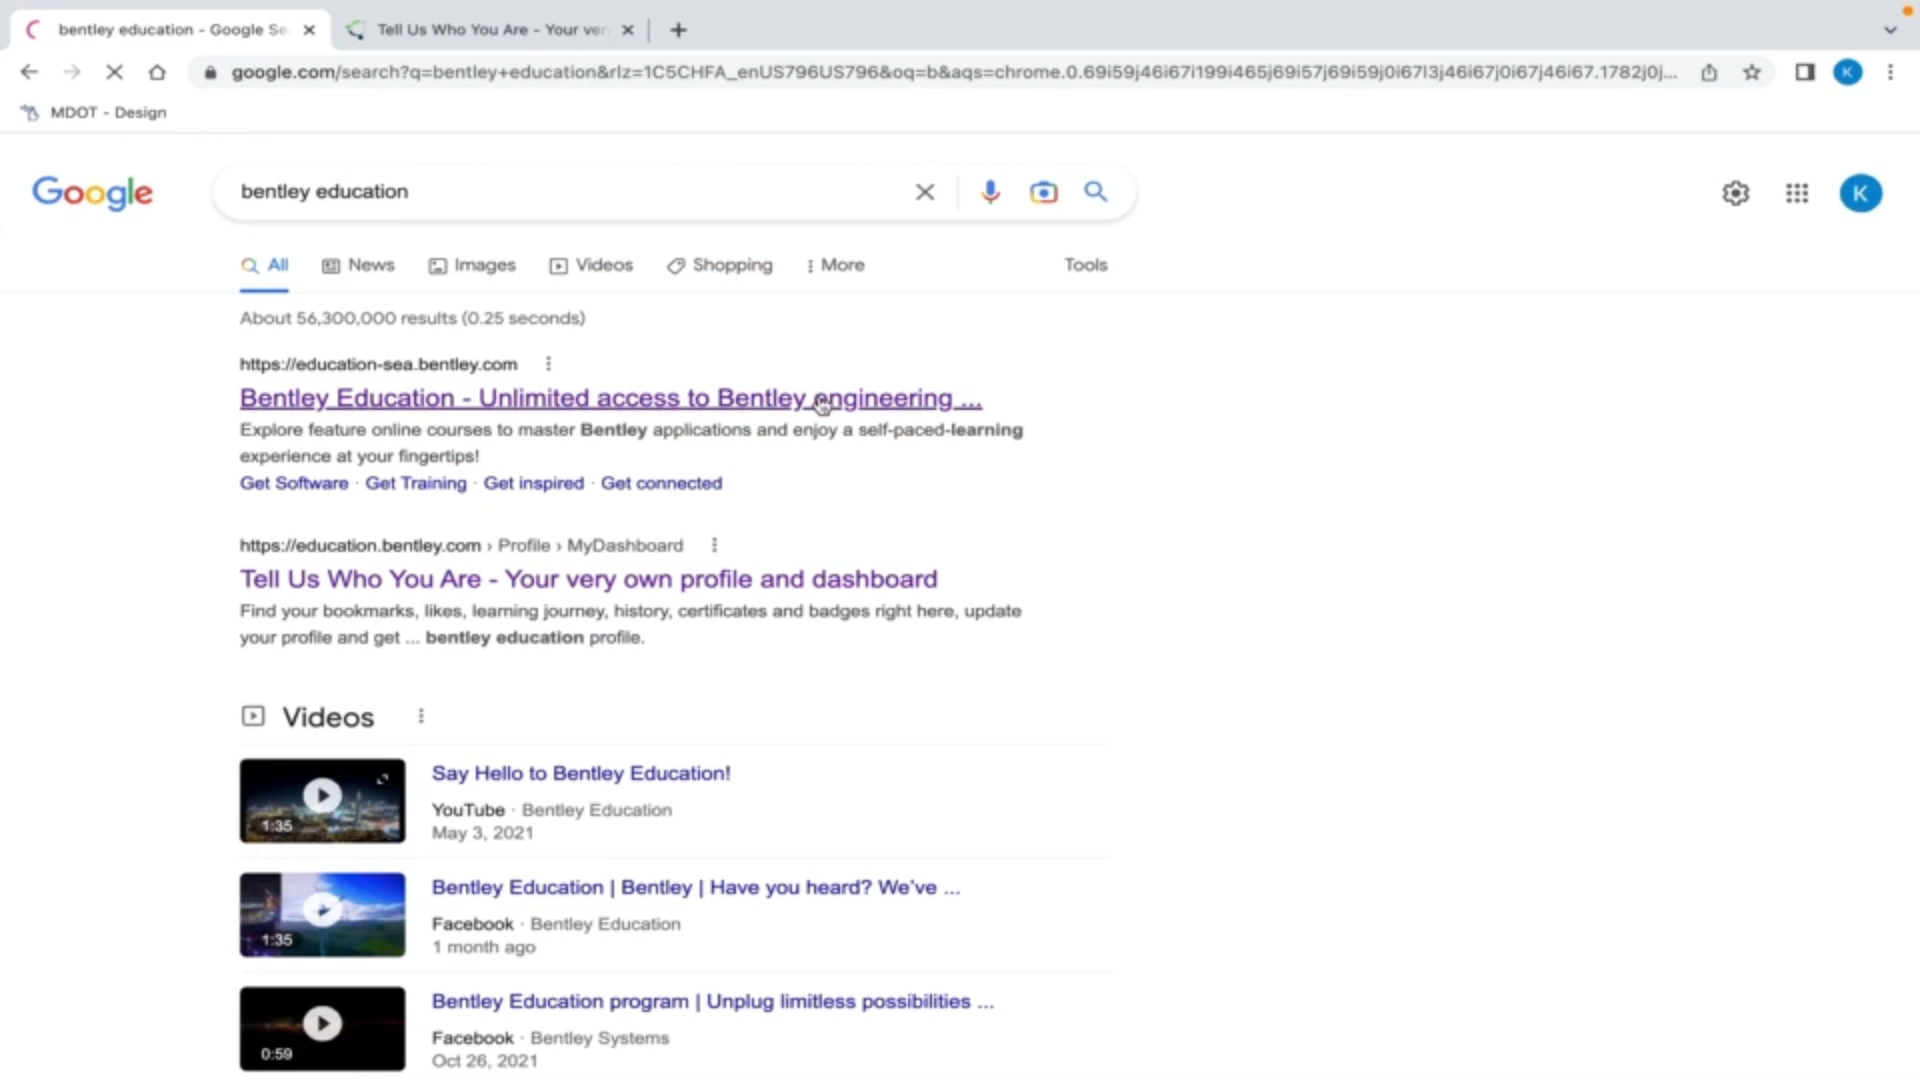 bentley education - Google Se
Tell Us Who You Are - Your ver
google.com/search?q=bentley+education&rlz=1C5CHFA_enUS796US796&oq=b&aqs=chrome.0.69i59j46i67i199i465j69i57j69i59j0i67l3j46i67j0i67j46i67.1782j0j...
K
MDOT - Design
Google
bentley education
K
All
News
Images
Videos
Shopping
More
Tools
About 56,300,000 results (0.25 seconds)
https://education-sea.bentley.com
Bentley Education - Unlimited access to Bentley engineering ...
Explore feature online courses to master Bentley applications and enjoy a self-paced-learning
experience at your fingertips!
Get Software · Get Training · Get inspired · Get connected
https://education.bentley.com › Profile › MyDashboard
Tell Us Who You Are - Your very own profile and dashboard
Find your bookmarks, likes, learning journey, history, certificates and badges right here, update
your profile and get ... bentley education profile.
Videos
1:35
Say Hello to Bentley Education!
YouTube · Bentley Education
May 3, 2021
1:35
Bentley Education | Bentley | Have you heard? We've ...
Facebook · Bentley Education
1 month ago
0:59
Bentley Education program | Unplug limitless possibilities ...
Facebook · Bentley Systems
Oct 26, 2021